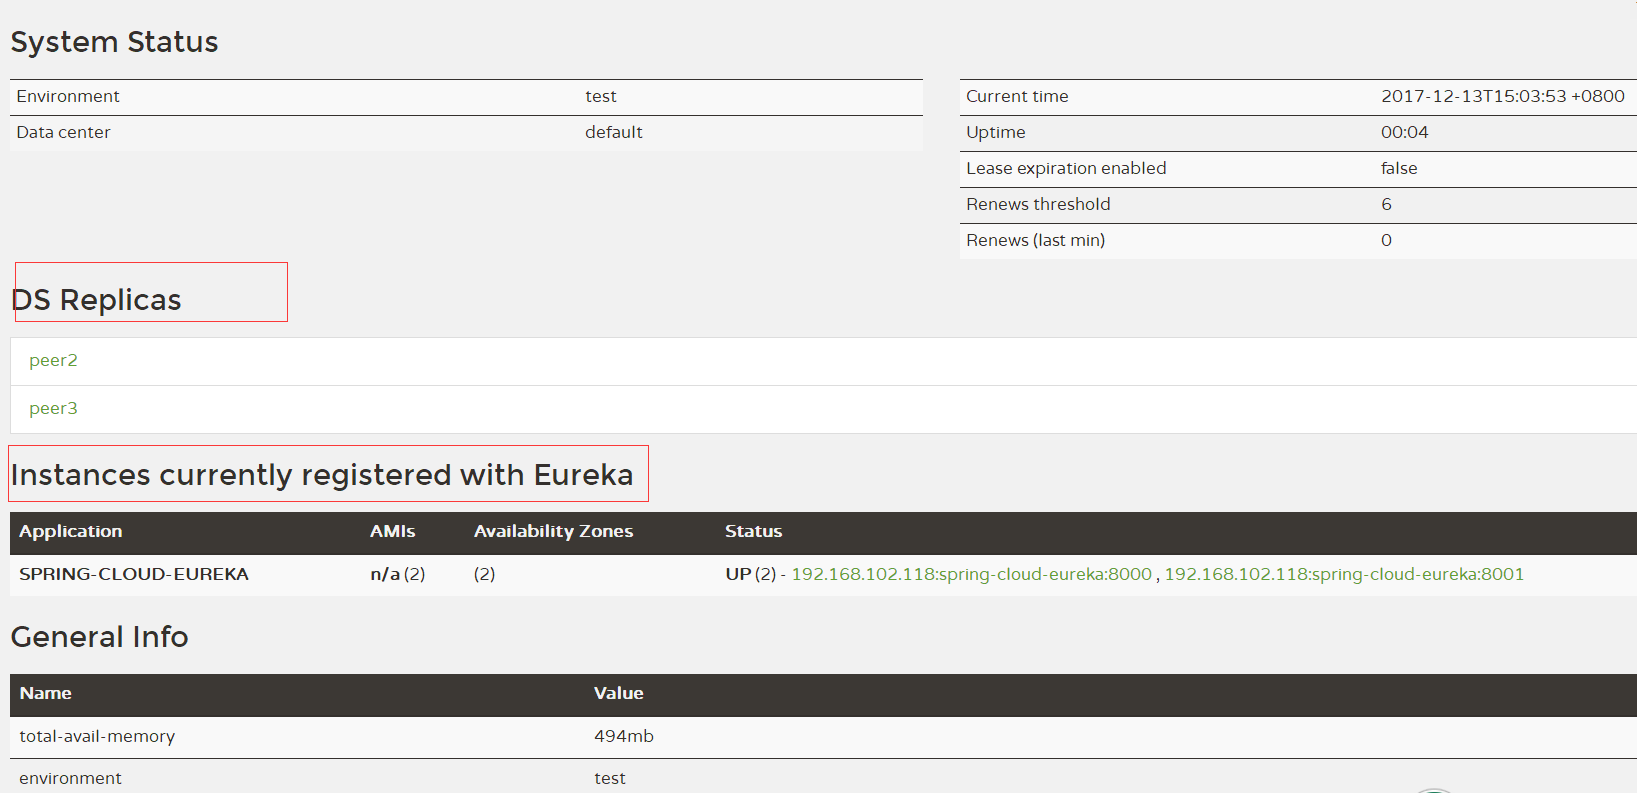 System Status
Environment test
Data center default
Current time 2017-12-13T15:03:53 +0800
Uptime 00:04
Lease expiration enabled false
Renews threshold 6
Renews (last min) 0
DS Replicas
peer2
peer3
Instances currently registered with Eureka
Application AMIs Availability Zones Status
SPRING-CLOUD-EUREKA n/a (2) (2) UP (2) - 192.168.102.118:spring-cloud-eureka:8000 , 192.168.102.118:spring-cloud-eureka:8001
General Info
Name Value
total-avail-memory 494mb
environment test